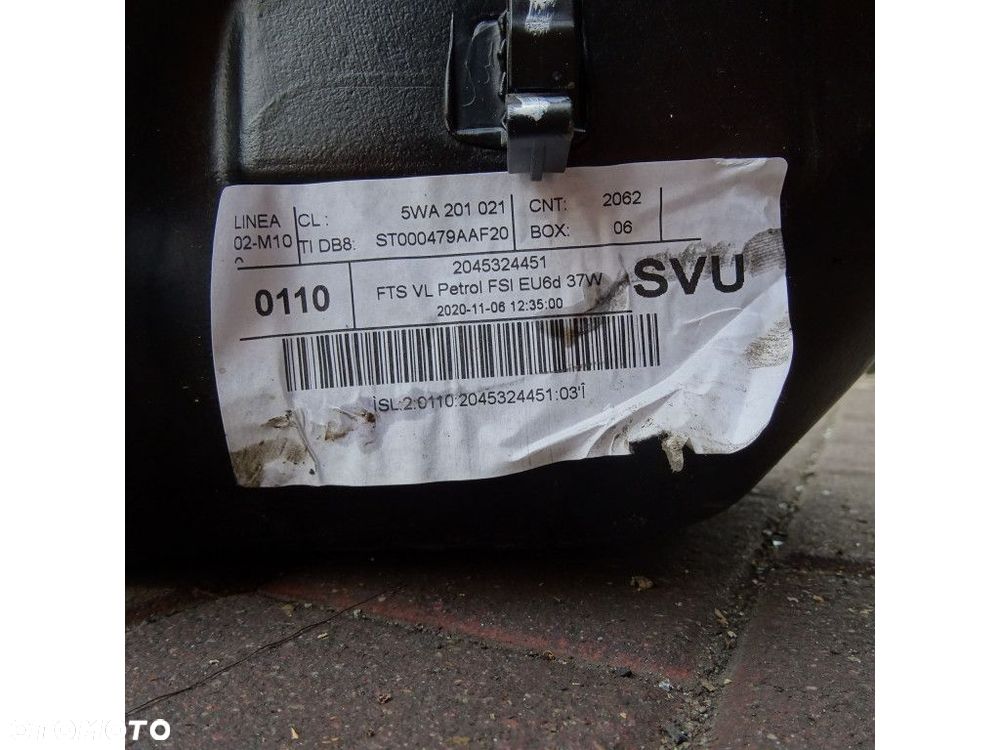 LINEA CL : 5WA 201 021 CNT: 2062
02-M10 TI DB8: ST000479AAF20 BOX: 06
0110
2045324451
FTS VL Petrol FSI EU6d 37W
2020-11-06 12:35:00
SVU
ÌSL:2:0110:2045324451:03'Î
OTOMOTO